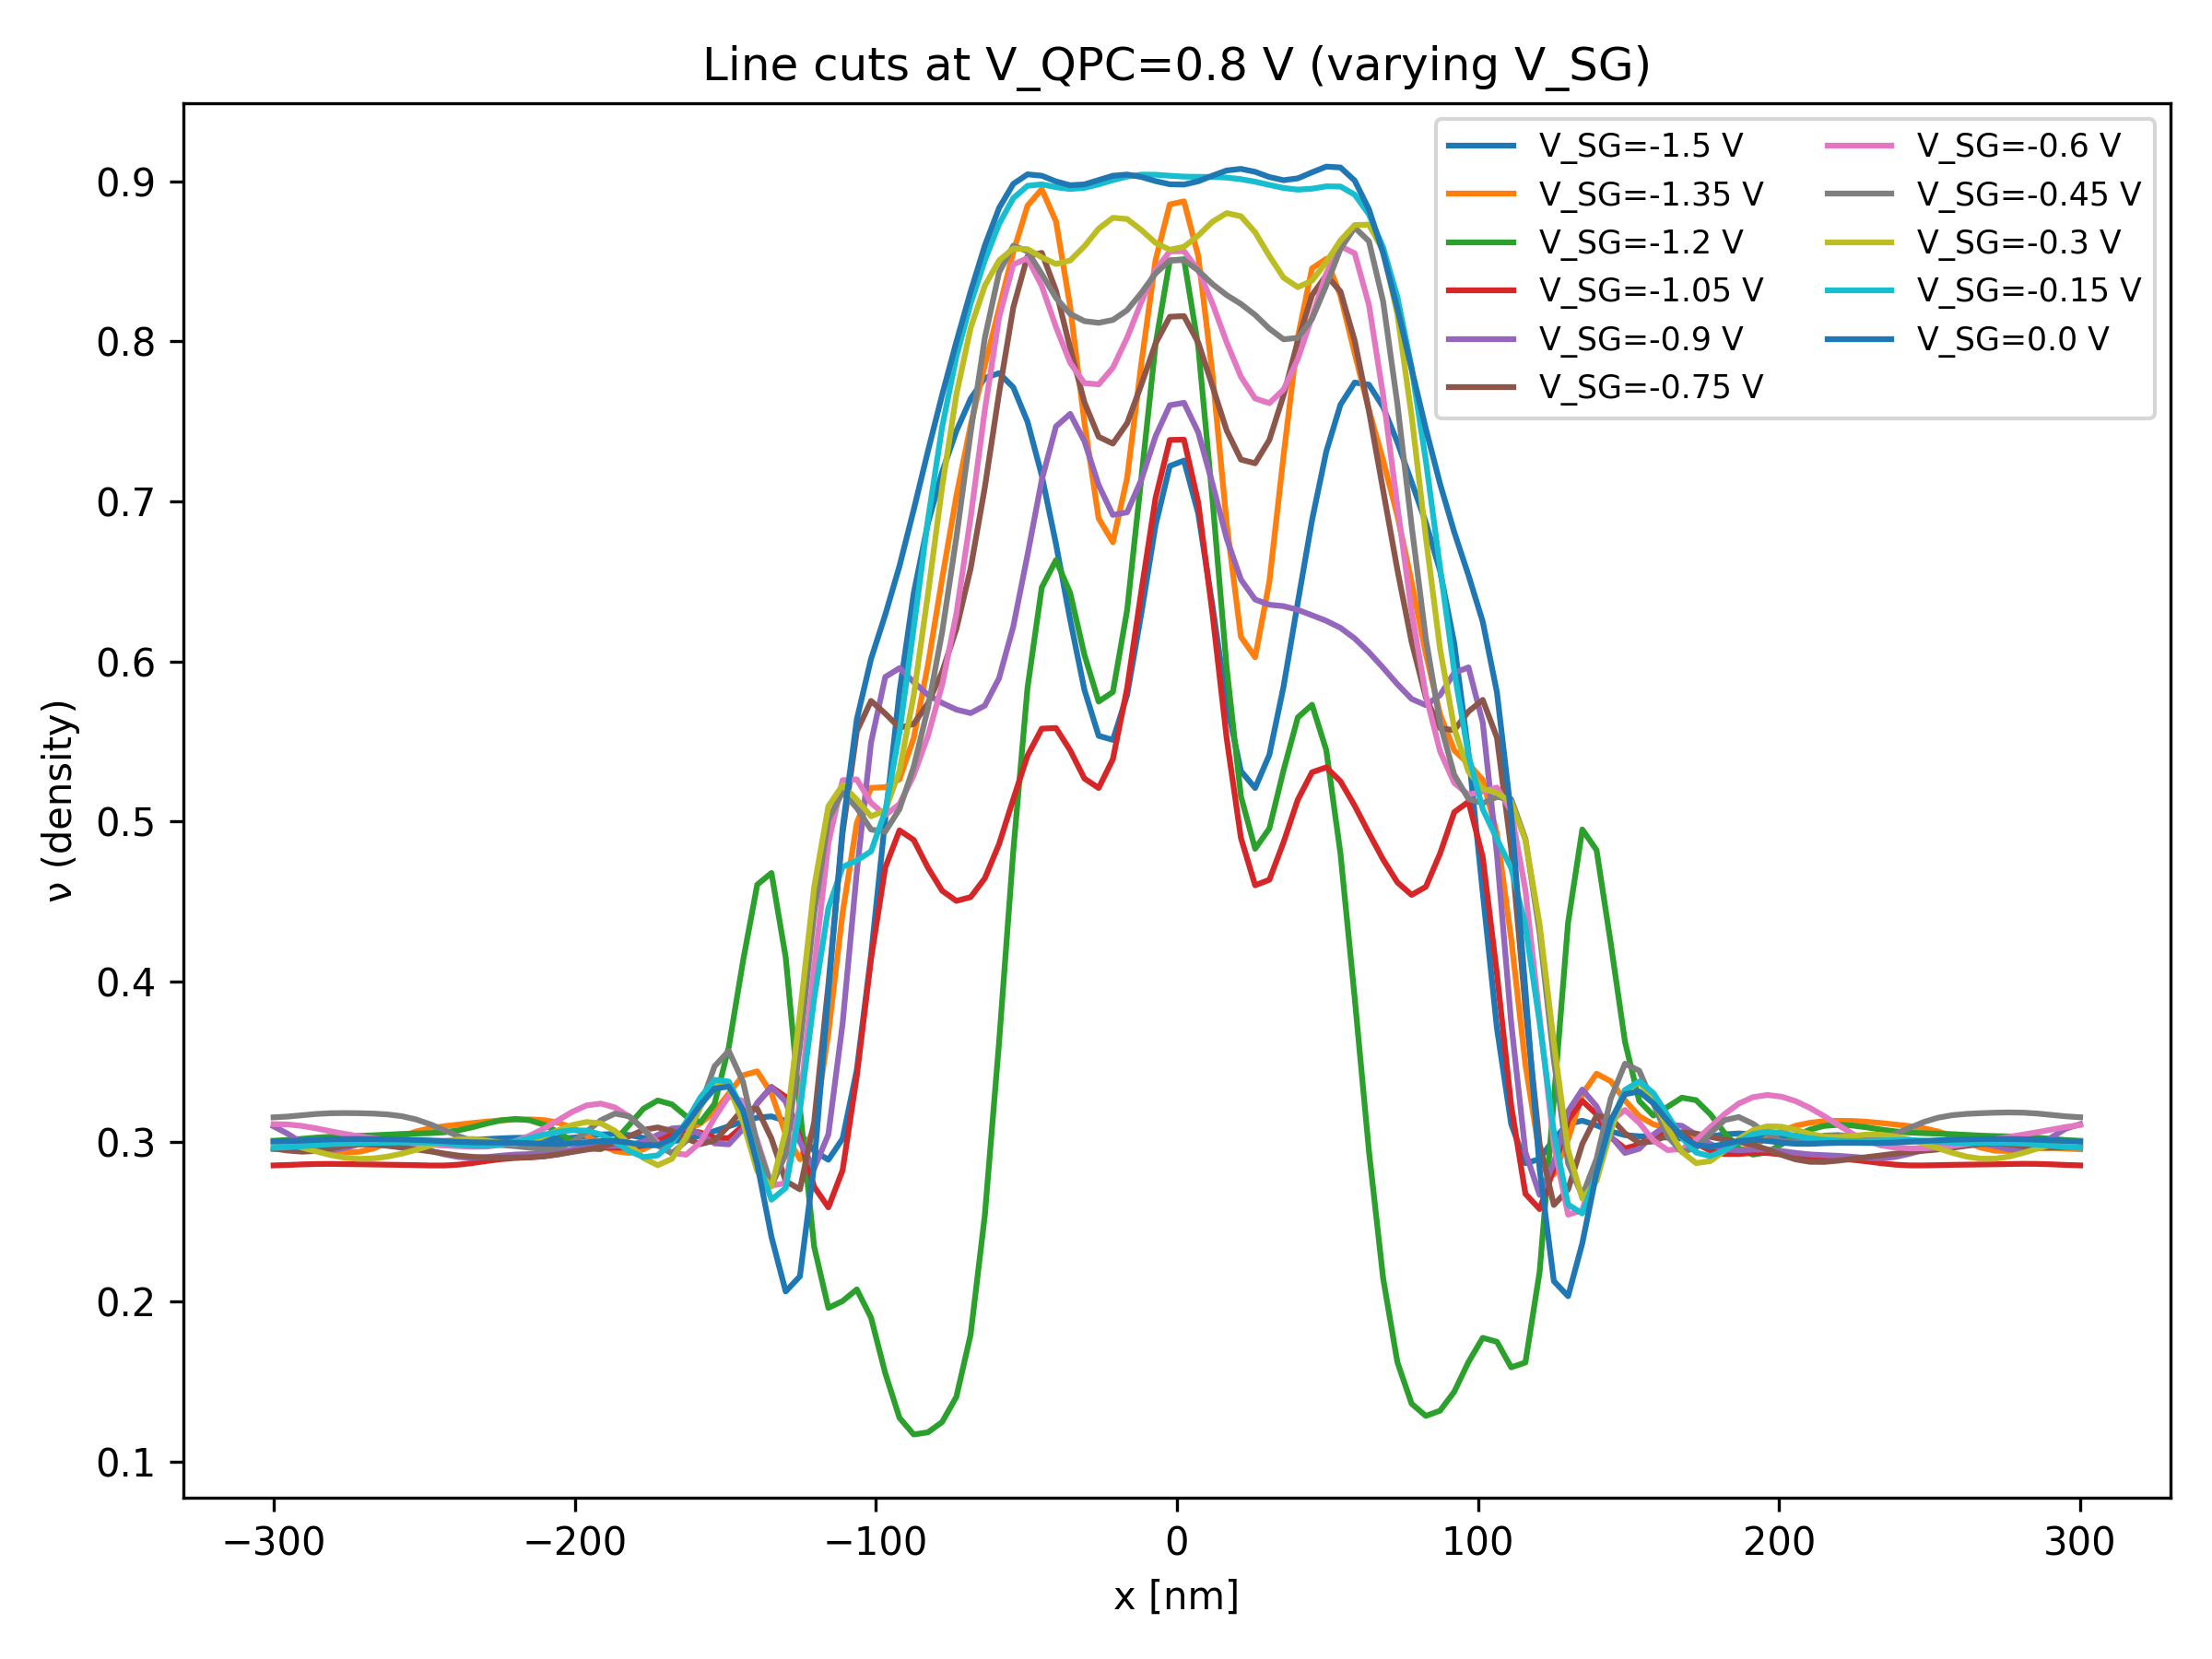 Line cuts at V_QPC=0.8 V (varying V_SG)
V_SG=-1.5 V
V_SG=-1.35 V
V_SG=-1.2 V
V_SG=-1.05 V
V_SG=-0.9 V
V_SG=-0.75 V
V_SG=-0.6 V
V_SG=-0.45 V
V_SG=-0.3 V
V_SG=-0.15 V
V_SG=0.0 V
ν (density)
0.9
0.8
0.7
0.6
0.5
0.4
0.3
0.2
0.1
−300
−200
−100
0
100
200
300
x [nm]